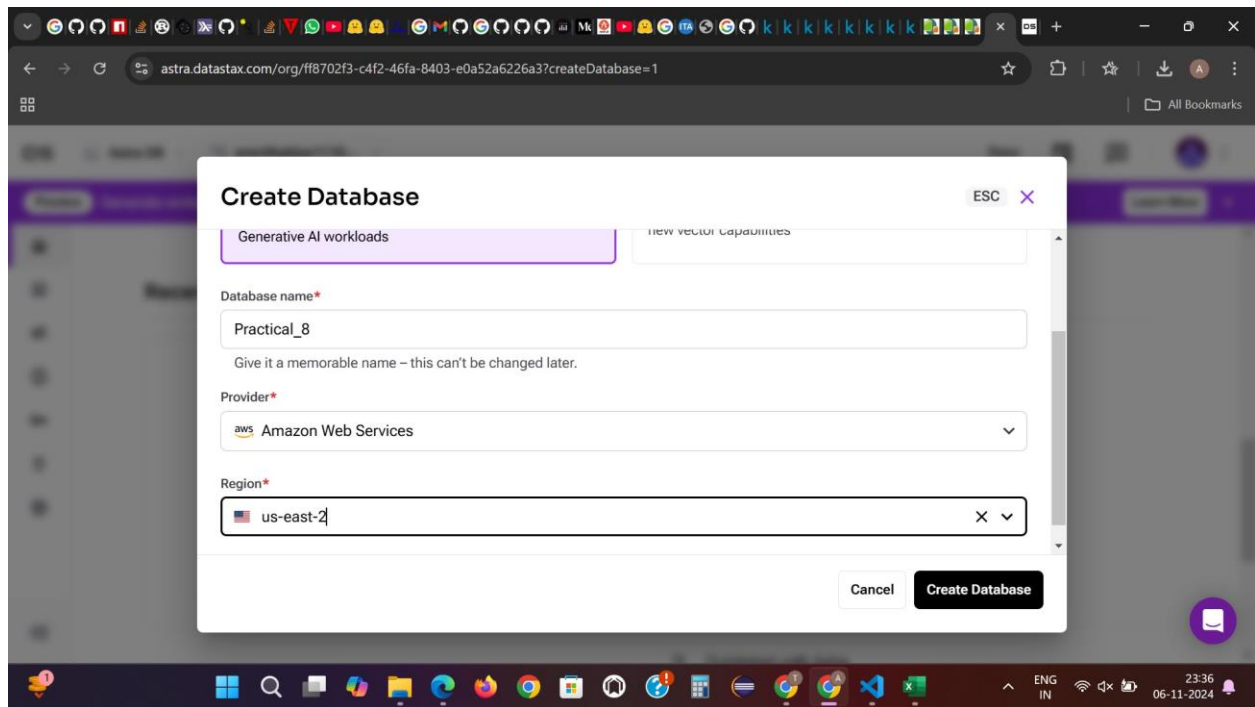 DS
astra.datastax.com/org/ff8702f3-c4f2-46fa-8403-e0a52a6226a3?createDatabase=1
A
All Bookmarks
Create Database
ESC
Generative AI workloads
new vector capabilities
Database name*
Practical_8
Give it a memorable name – this can't be changed later.
Provider*
aws Amazon Web Services
Region*
us-east-2
Cancel
Create Database
1
ENG
IN
23:36
06-11-2024